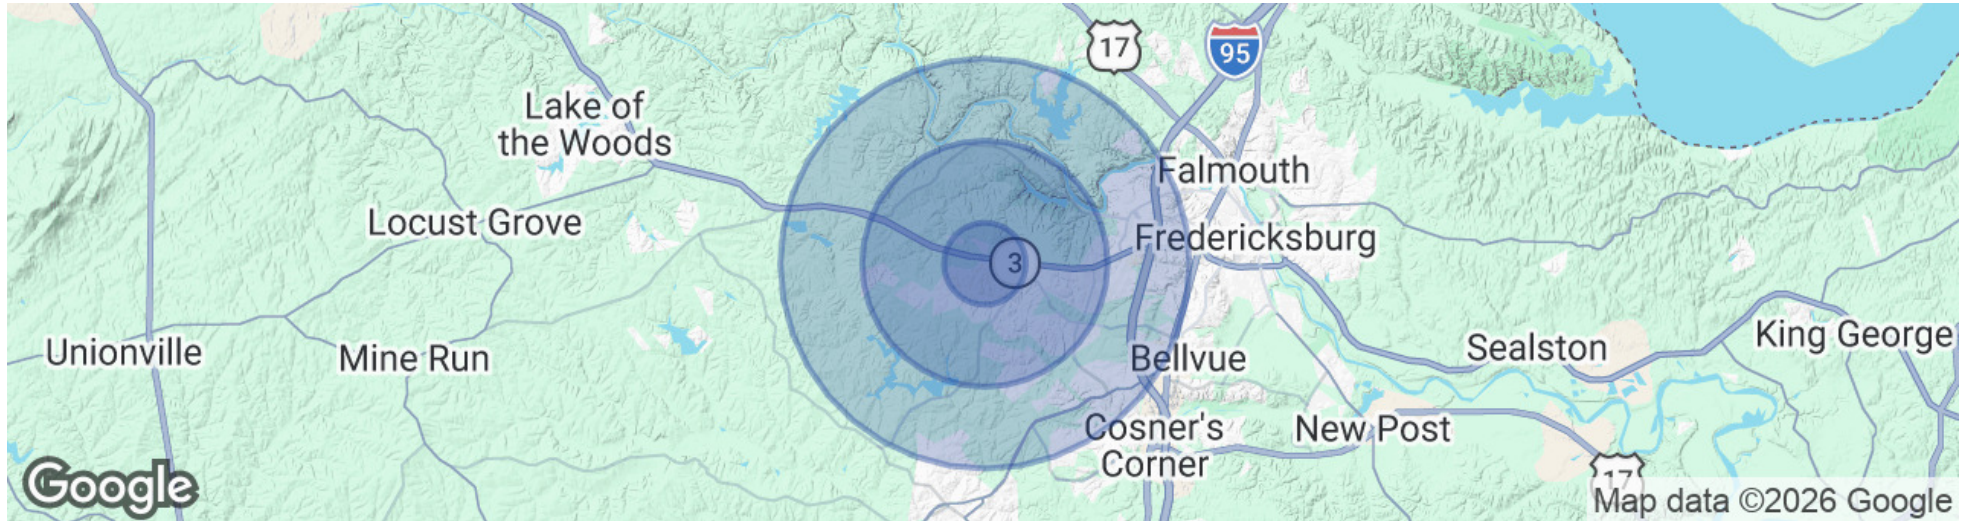 17
95
Lake of
the Woods
Falmouth
Locust Grove
Fredericksburg
3
Unionville
Mine Run
Bellvue
Sealston
King George
Cosner's
Corner
New Post
17
Google
Map data ©2026 Google